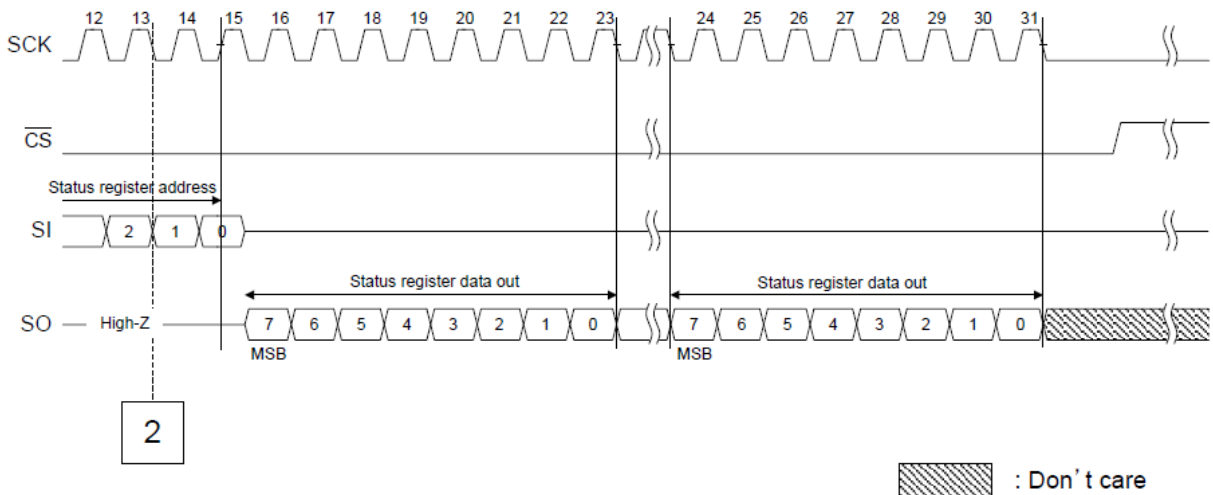 12 13 14 15 16 17 18 19 20 21 22 23 24 25 26 27 28 29 30 31
SCK
CS
Status register address
SI 2 1 0
Status register data out Status register data out
SO High-Z 7 6 5 4 3 2 1 0 7 6 5 4 3 2 1 0
MSB MSB
2
: Don't care